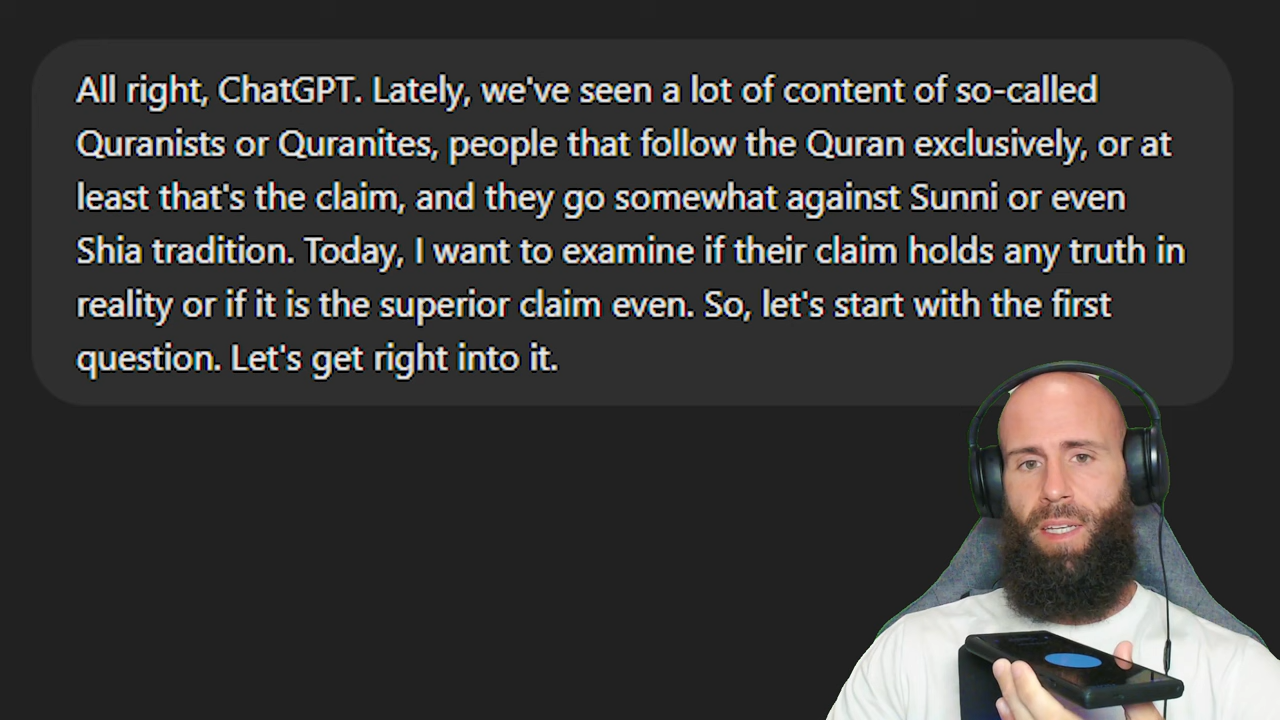 All right, ChatGPT. Lately, we've seen a lot of content of so-called
Quranists or Quranites, people that follow the Quran exclusively, or at
least that's the claim, and they go somewhat against Sunni or even
Shia tradition. Today, I want to examine if their claim holds any truth in
reality or if it is the superior claim even. So, let's start with the first
question. Let's get right into it.